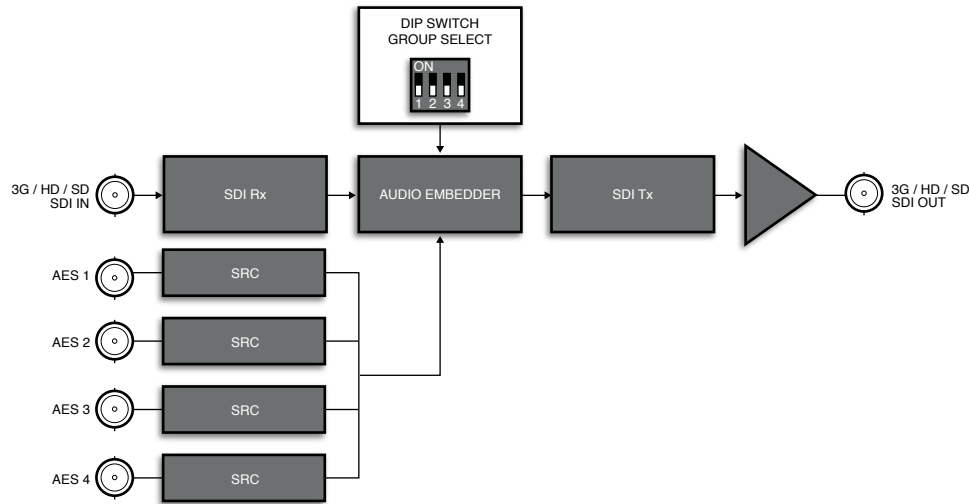 DIP SWITCH
GROUP SELECT
ON
1 2 3 4
3G / HD / SD
SDI IN
SDI Rx
AUDIO EMBEDDER
SDI Tx
3G / HD / SD
SDI OUT
AES 1
SRC
AES 2
SRC
AES 3
SRC
AES 4
SRC